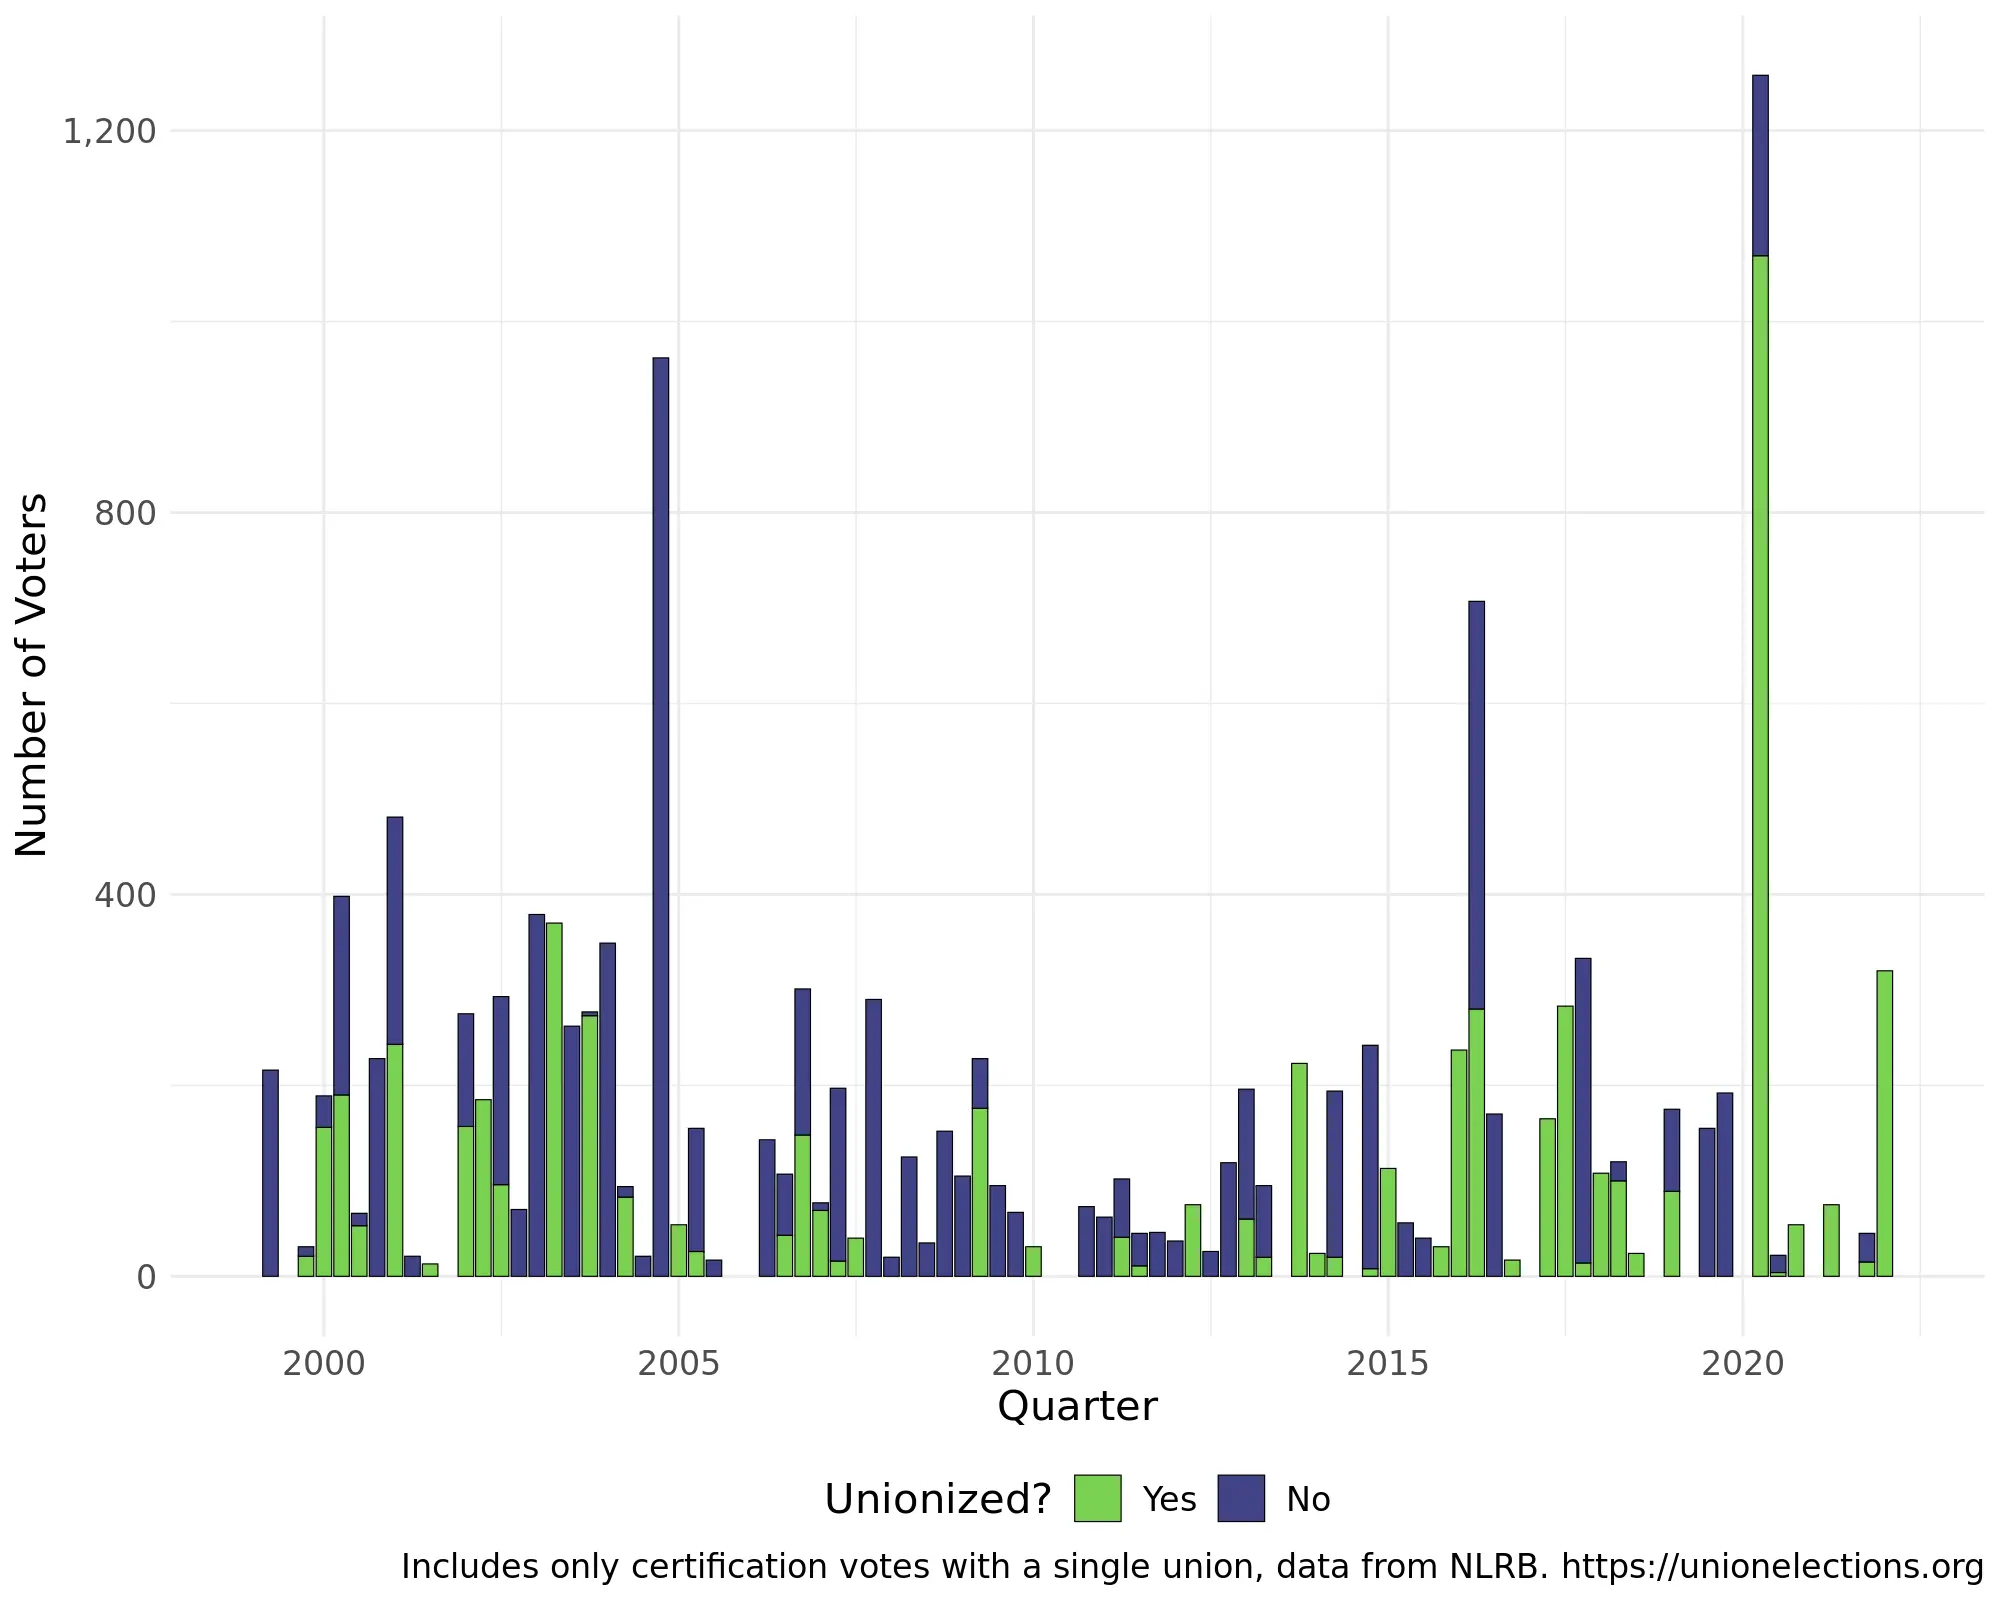 1,200
800
400
0
Number of Voters
2000 2005 2010 2015 2020
Quarter
Unionized? Yes No
Includes only certification votes with a single union, data from NLRB. https://unionelections.org